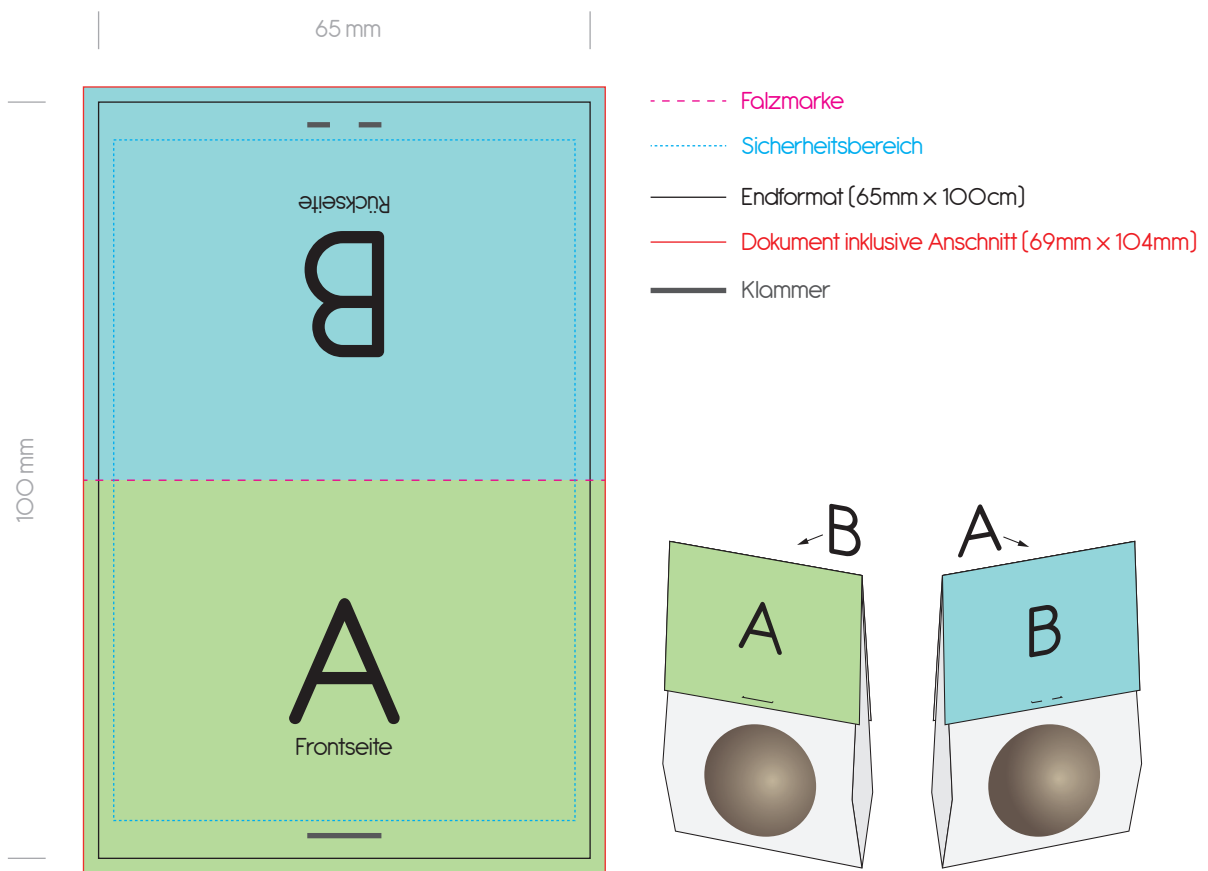 65 mm
100 mm
Rückseite
B
A
Frontseite
Falzmarke
Sicherheitsbereich
Endformat (65mm x 100cm)
Dokument inklusive Anschnitt (69mm x 104mm)
Klammer
B
A
A
B